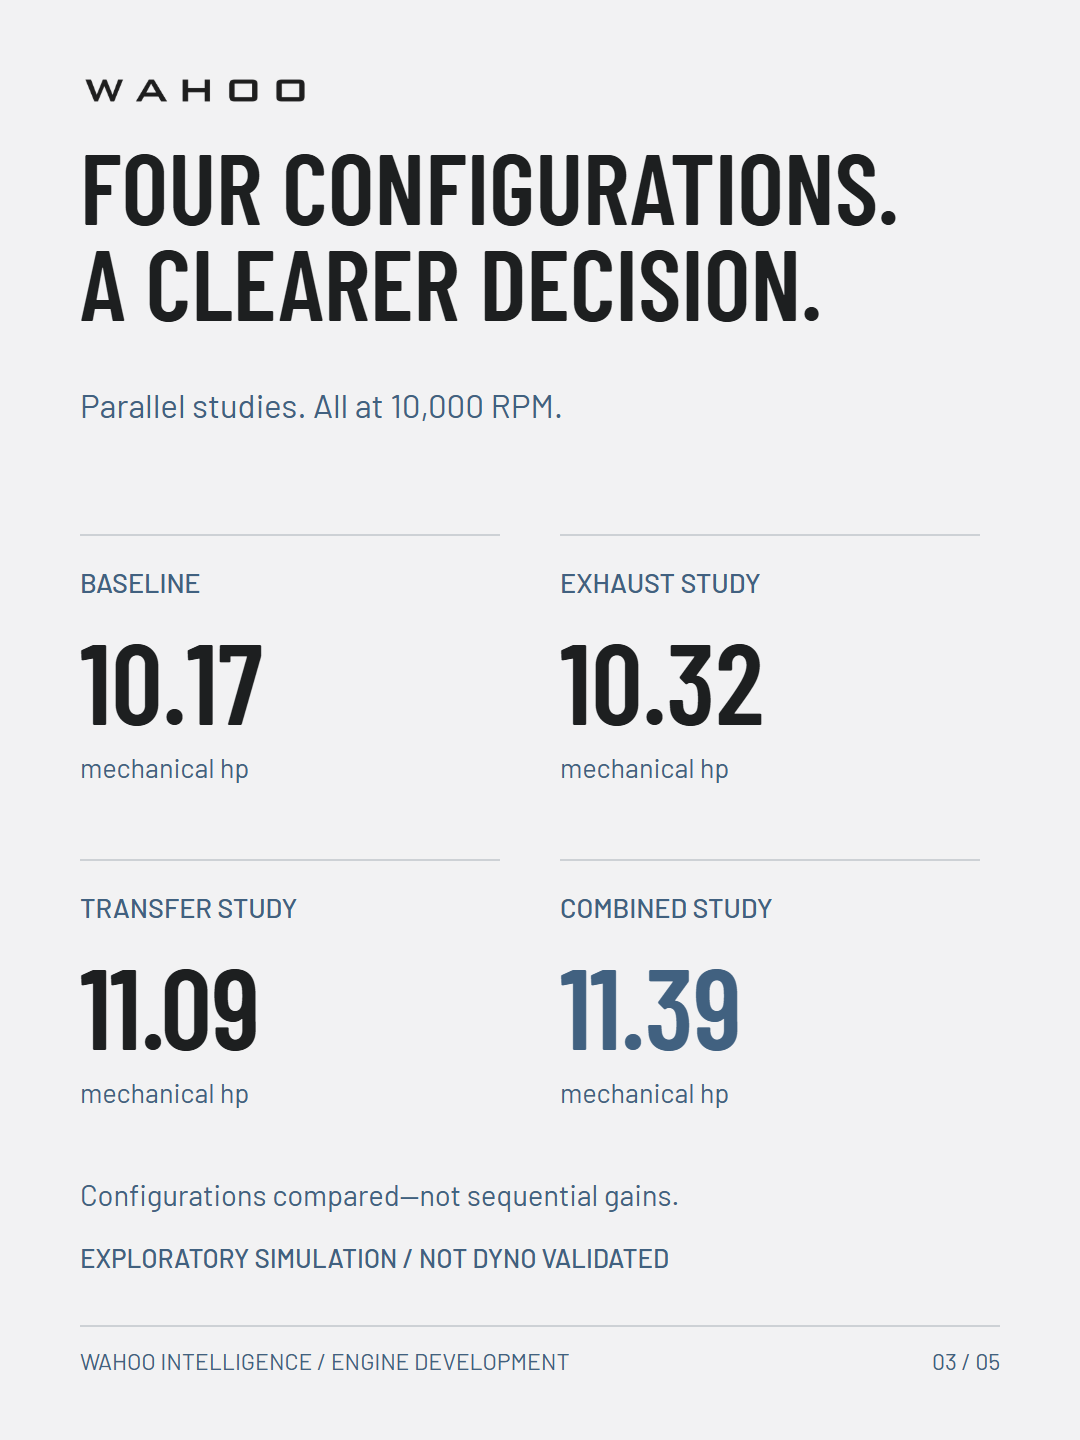 WAHOO
FOUR CONFIGURATIONS.
A CLEARER DECISION.
Parallel studies. All at 10,000 RPM.
BASELINE
10.17
mechanical hp
EXHAUST STUDY
10.32
mechanical hp
TRANSFER STUDY
11.09
mechanical hp
COMBINED STUDY
11.39
mechanical hp
Configurations compared—not sequential gains.
EXPLORATORY SIMULATION / NOT DYNO VALIDATED
WAHOO INTELLIGENCE / ENGINE DEVELOPMENT
03 / 05